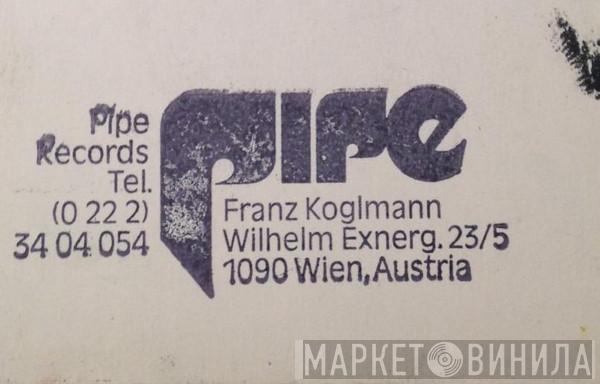 Pipe
Records
Tel.
(0 22 2)
34 04 054
pipe
Franz Koglmann
Wilhelm Exnerg. 23/5
1090 Wien, Austria
МАРКЕТ ВИНИЛА